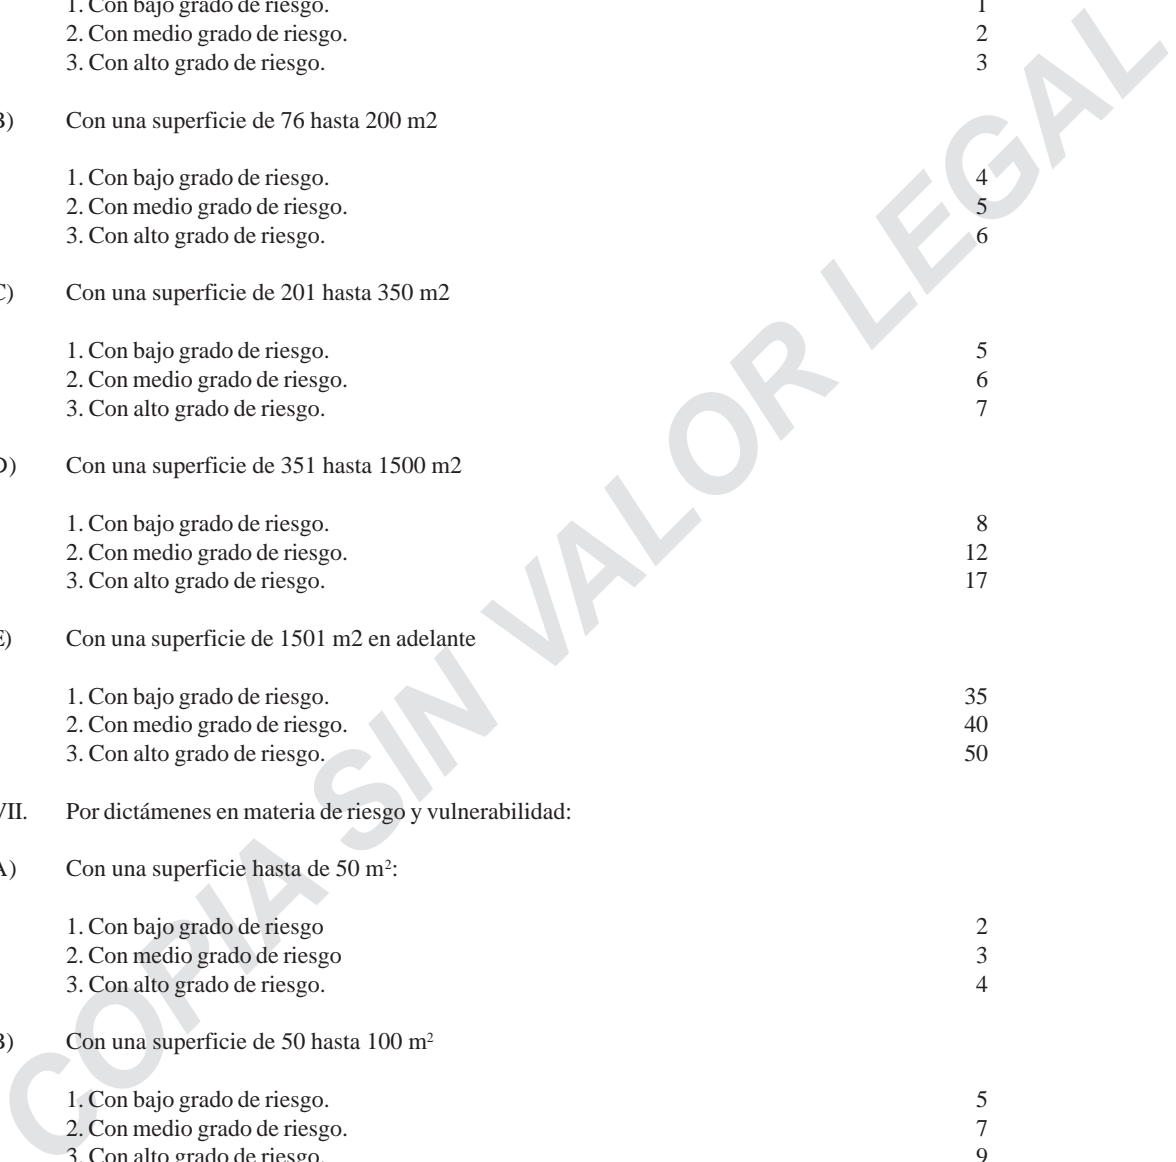 1. Con bajo grado de riesgo. 1
2. Con medio grado de riesgo. 2
3. Con alto grado de riesgo. 3
B) Con una superficie de 76 hasta 200 m2
1. Con bajo grado de riesgo. 4
2. Con medio grado de riesgo. 5
3. Con alto grado de riesgo. 6
C) Con una superficie de 201 hasta 350 m2
1. Con bajo grado de riesgo. 5
2. Con medio grado de riesgo. 6
3. Con alto grado de riesgo. 7
D) Con una superficie de 351 hasta 1500 m2
1. Con bajo grado de riesgo. 8
2. Con medio grado de riesgo. 12
3. Con alto grado de riesgo. 17
E) Con una superficie de 1501 m2 en adelante
1. Con bajo grado de riesgo. 35
2. Con medio grado de riesgo. 40
3. Con alto grado de riesgo. 50
VII. Por dictámenes en materia de riesgo y vulnerabilidad:
A) Con una superficie hasta de 50 m²:
1. Con bajo grado de riesgo 2
2. Con medio grado de riesgo 3
3. Con alto grado de riesgo. 4
B) Con una superficie de 50 hasta 100 m²
1. Con bajo grado de riesgo. 5
2. Con medio grado de riesgo. 7
3. Con alto grado de riesgo. 9
COPIA SIN VALOR LEGAL